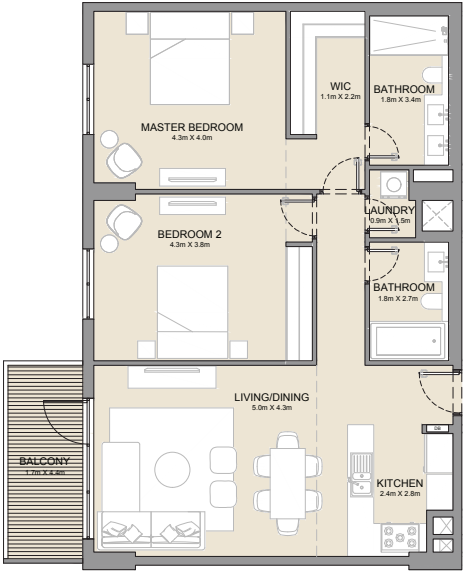 WIC
1.1m X 2.2m
BATHROOM
1.8m X 3.4m
MASTER BEDROOM
4.3m X 4.0m
LAUNDRY
0.9m X 1.5m
BEDROOM 2
4.3m X 3.8m
BATHROOM
1.8m X 2.7m
LIVING/DINING
5.0m X 4.3m
DB
BALCONY
1.7m X 4.4m
KITCHEN
2.4m X 2.8m